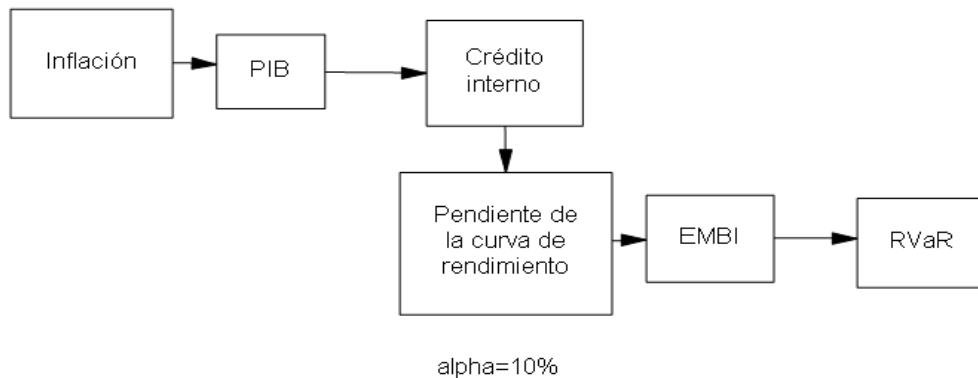 Inflación
PIB
Crédito
interno
Pendiente de
la curva de
rendimiento
EMBI
RVaR
alpha=10%